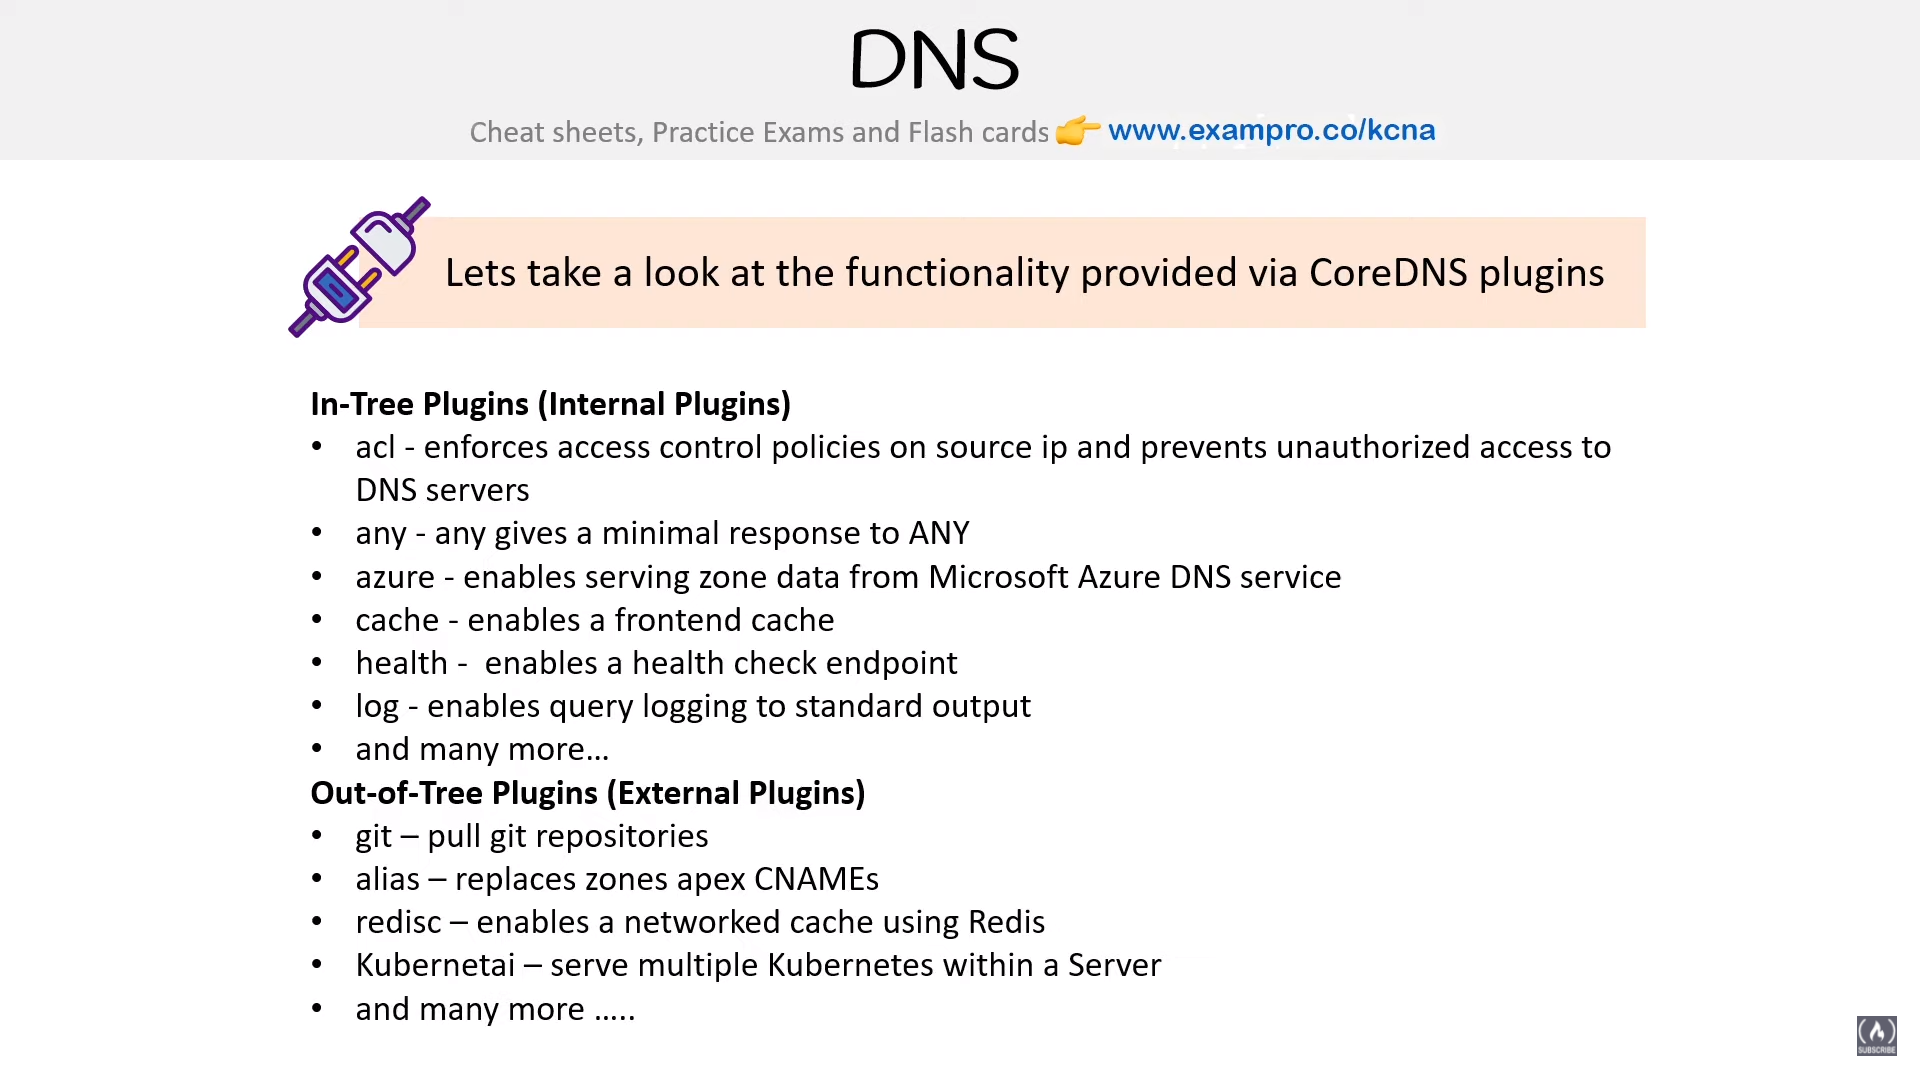 DNS
Cheat sheets, Practice Exams and Flash cards 👉 www.exampro.co/kcna
Lets take a look at the functionality provided via CoreDNS plugins
In-Tree Plugins (Internal Plugins)
• acl - enforces access control policies on source ip and prevents unauthorized access to
DNS servers
• any - any gives a minimal response to ANY
• azure - enables serving zone data from Microsoft Azure DNS service
• cache - enables a frontend cache
• health -  enables a health check endpoint
• log - enables query logging to standard output
• and many more…
Out-of-Tree Plugins (External Plugins)
• git – pull git repositories
• alias – replaces zones apex CNAMEs
• redisc – enables a networked cache using Redis
• Kubernetai – serve multiple Kubernetes within a Server
• and many more …..
SUBSCRIBE